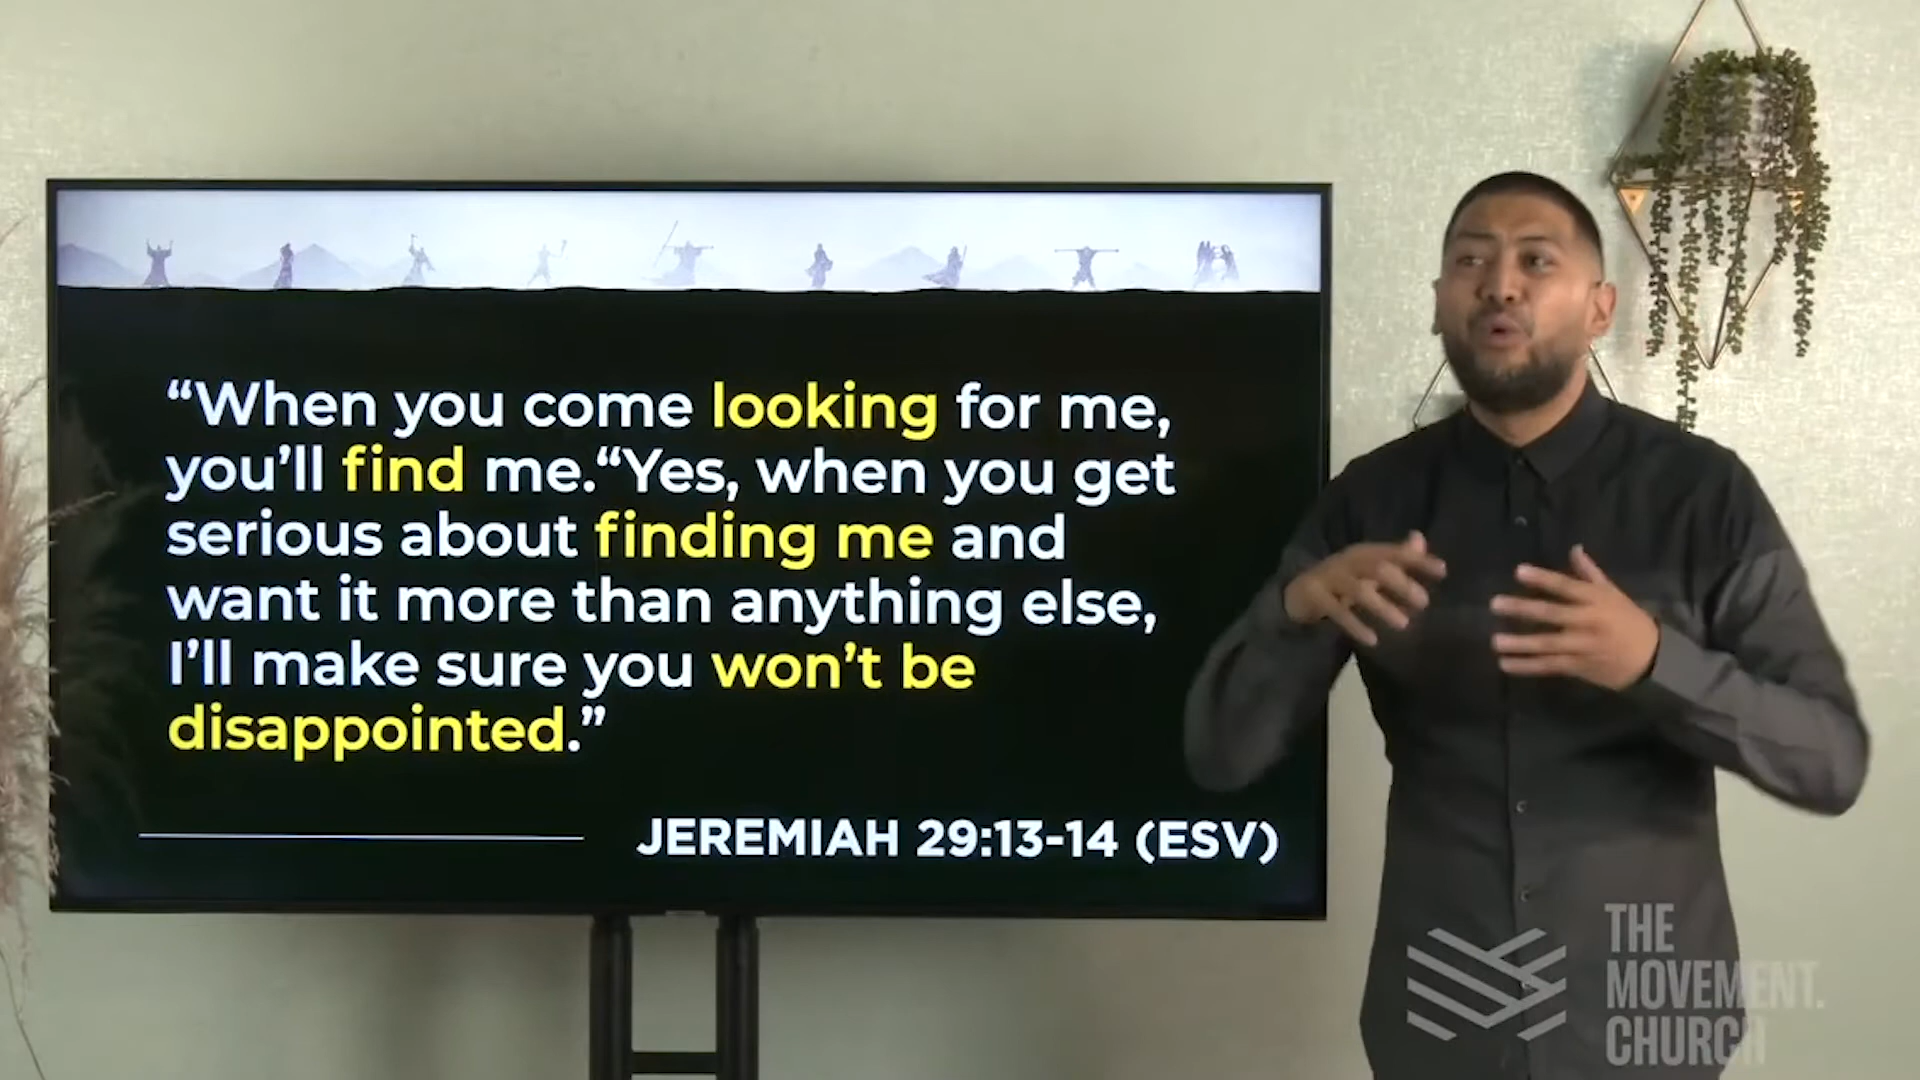 “When you come looking for me,
you’ll find me.“Yes, when you get
serious about finding me and
want it more than anything else,
I’ll make sure you won’t be
disappointed.”
JEREMIAH 29:13-14 (ESV)
THE
MOVEMENT.
CHURCH